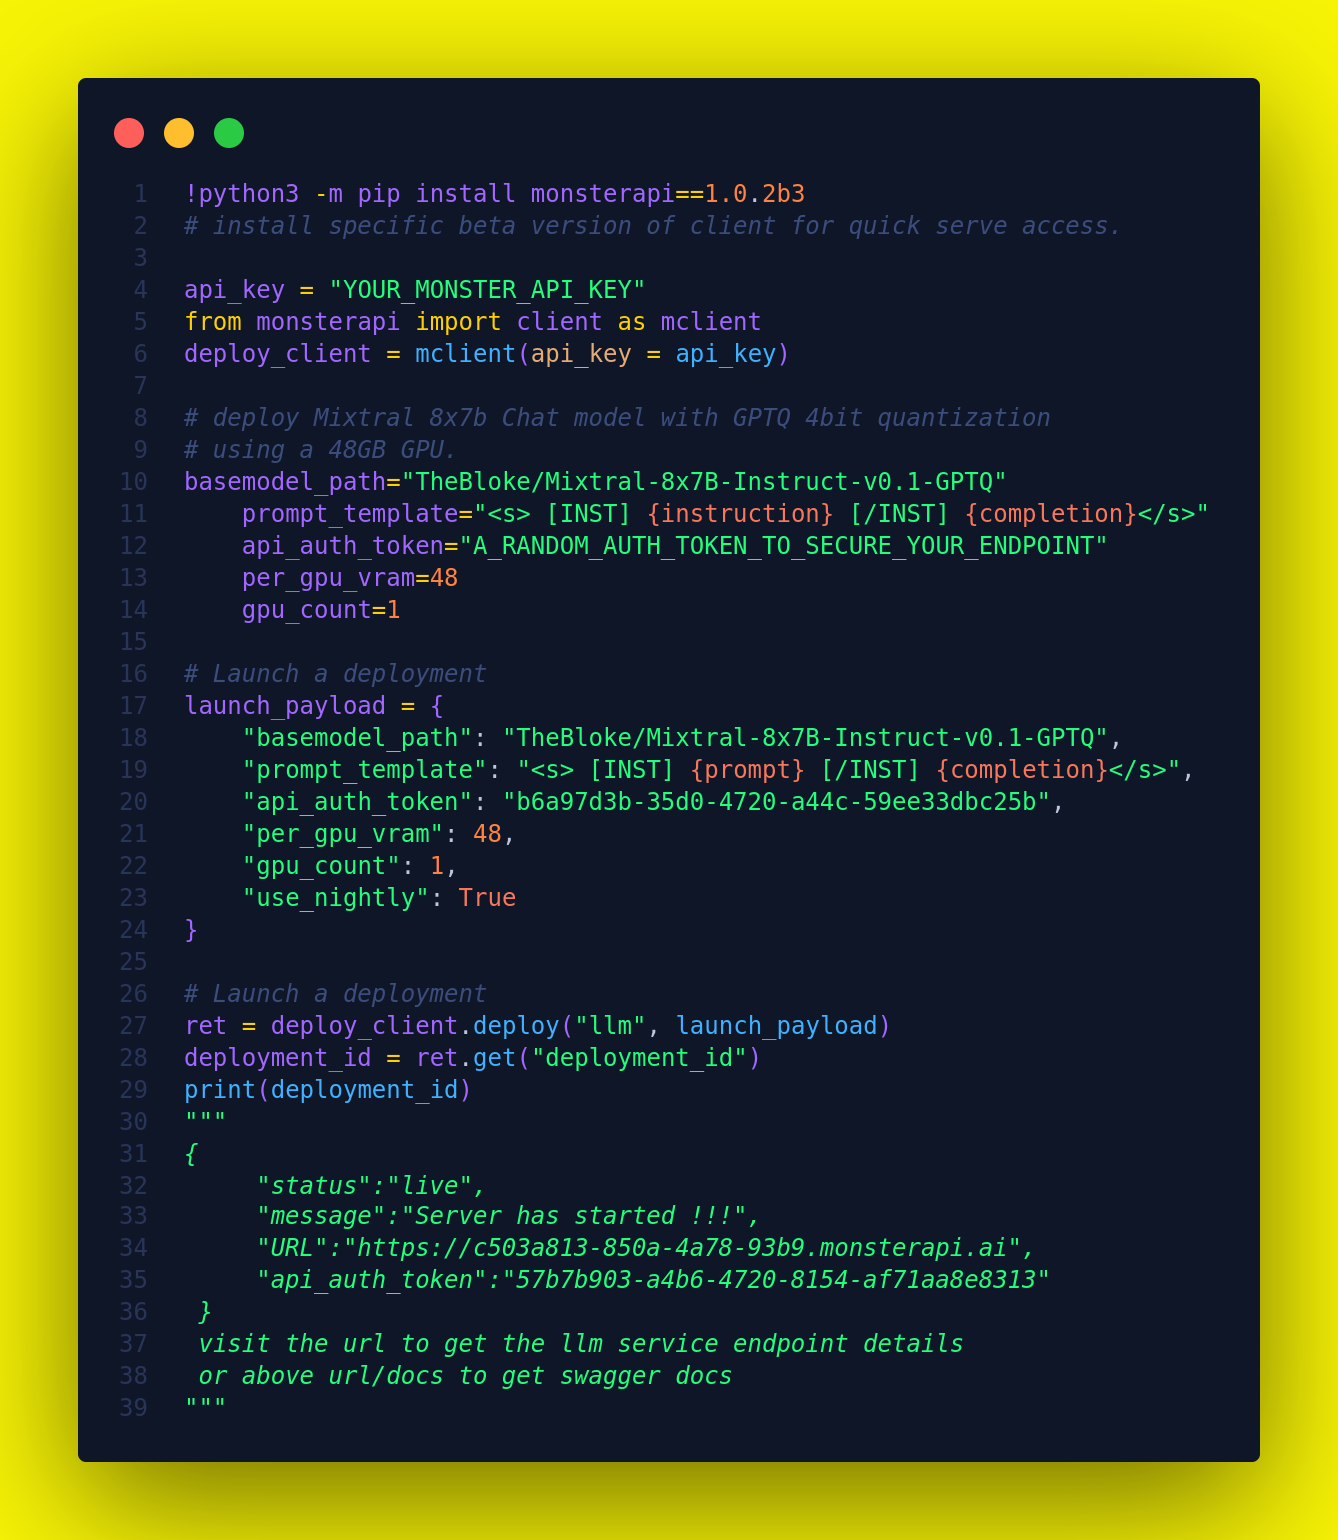 1 !python3 -m pip install monsterapi==1.0.2b3
2 # install specific beta version of client for quick serve access.
3
4 api_key = "YOUR_MONSTER_API_KEY"
5 from monsterapi import client as mclient
6 deploy_client = mclient(api_key = api_key)
7
8 # deploy Mixtral 8x7b Chat model with GPTQ 4bit quantization
9 # using a 48GB GPU.
10 basemodel_path="TheBloke/Mixtral-8x7B-Instruct-v0.1-GPTQ"
11     prompt_template="<s> [INST] {instruction} [/INST] {completion}</s>"
12     api_auth_token="A_RANDOM_AUTH_TOKEN_TO_SECURE_YOUR_ENDPOINT"
13     per_gpu_vram=48
14     gpu_count=1
15
16 # Launch a deployment
17 launch_payload = {
18     "basemodel_path": "TheBloke/Mixtral-8x7B-Instruct-v0.1-GPTQ",
19     "prompt_template": "<s> [INST] {prompt} [/INST] {completion}</s>",
20     "api_auth_token": "b6a97d3b-35d0-4720-a44c-59ee33dbc25b",
21     "per_gpu_vram": 48,
22     "gpu_count": 1,
23     "use_nightly": True
24 }
25
26 # Launch a deployment
27 ret = deploy_client.deploy("llm", launch_payload)
28 deployment_id = ret.get("deployment_id")
29 print(deployment_id)
30 """
31 {
32      "status":"live",
33      "message":"Server has started !!!",
34      "URL":"https://c503a813-850a-4a78-93b9.monsterapi.ai",
35      "api_auth_token":"57b7b903-a4b6-4720-8154-af71aa8e8313"
36  }
37  visit the url to get the llm service endpoint details
38  or above url/docs to get swagger docs
39 """